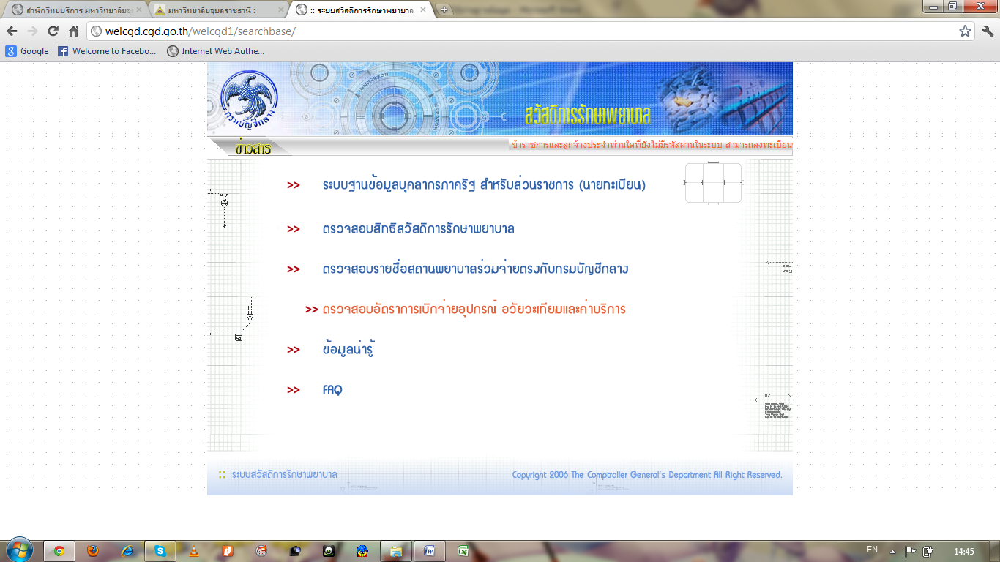 สำนักวิทยบริการ มหาวิทยาลัยอุ
มหาวิทยาลัยอุบลราชธานี :
:: ระบบสวัสดิการรักษาพยาบาล
welcgd.cgd.go.th/welcgd1/searchbase/
Google Welcome to Facebo... Internet Web Authe...
กรมบัญชีกลาง
สวัสดิการรักษาพยาบาล
ข่าวสาร
ข้าราชการและลูกจ้างประจำท่านใดที่ยังไม่มีรหัสผ่านในระบบ สามารถลงทะเบียน
>> ระบบฐานข้อมูลบุคลากรภาครัฐ สำหรับส่วนราชการ (นายทะเบียน)
>> ตรวจสอบสิทธิสวัสดิการรักษาพยาบาล
>> ตรวจสอบรายชื่อสถานพยาบาลร่วมจ่ายตรงกับกรมบัญชีกลาง
>> ตรวจสอบอัตราการเบิกจ่ายอุปกรณ์ อวัยวะเทียมและค่าบริการ
>> ข้อมูลน่ารู้
>> FAQ
02
:: ระบบสวัสดิการรักษาพยาบาล
Copyright 2006 The Comptroller General's Department All Right Reserved.
EN 14:45